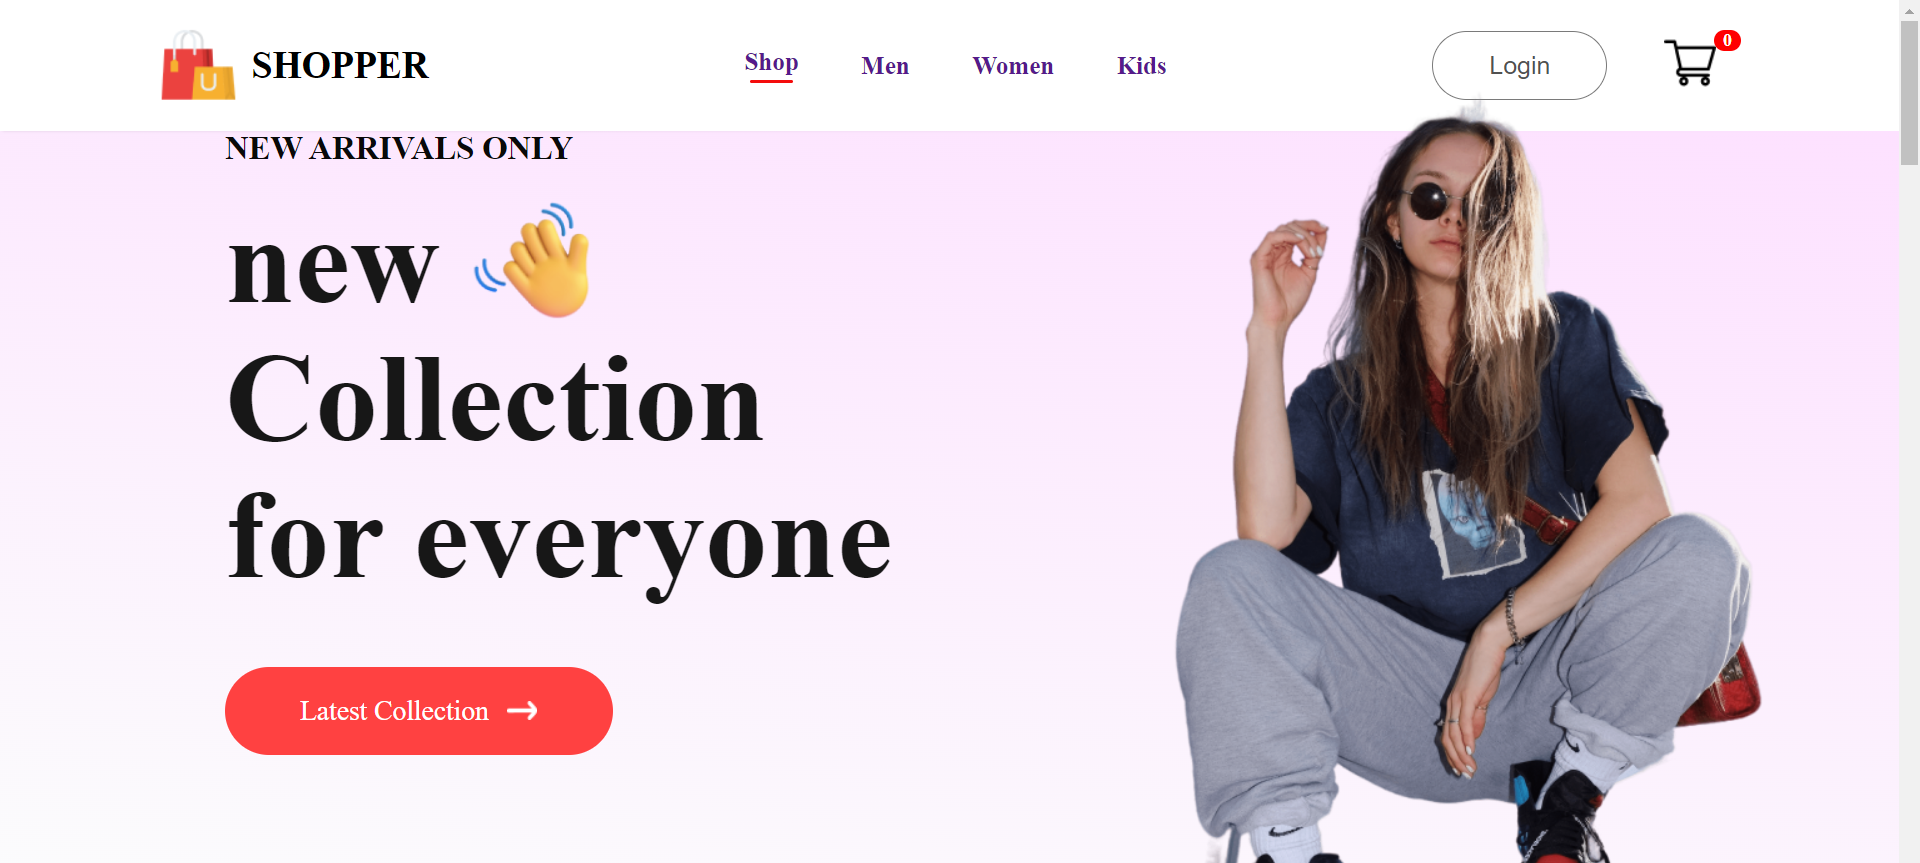 SHOPPER
Shop
Men
Women
Kids
Login
0
NEW ARRIVALS ONLY
new
Collection
for everyone
Latest Collection
U